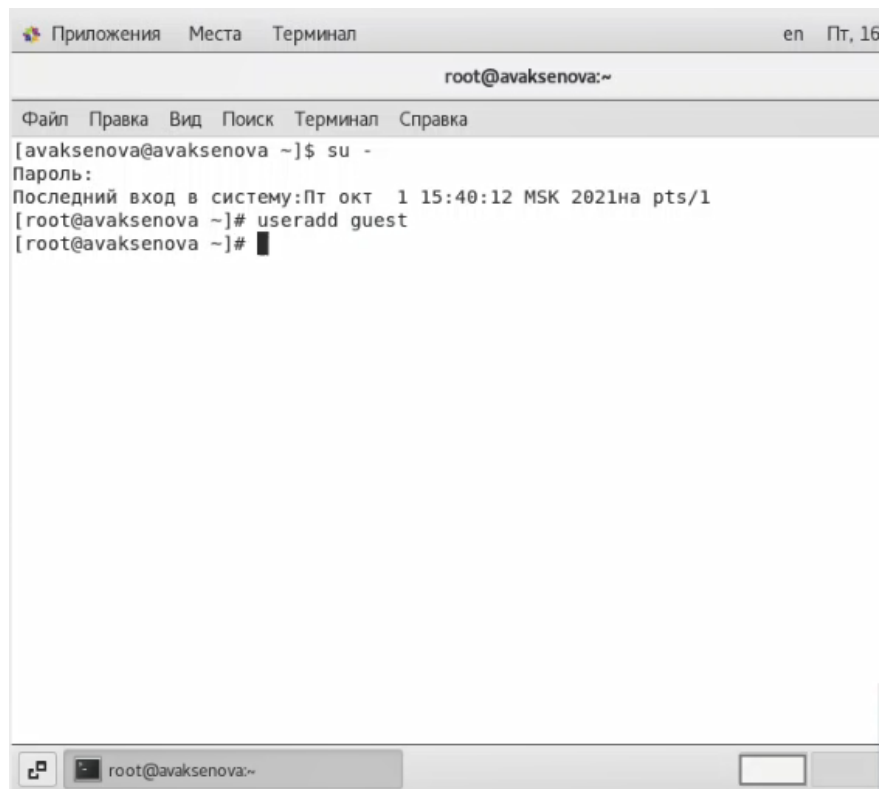 Приложения Места Терминал en Пт, 16
root@avaksenova:~
Файл Правка Вид Поиск Терминал Справка
[avaksenova@avaksenova ~]$ su -
Пароль:
Последний вход в систему:Пт окт  1 15:40:12 MSK 2021на pts/1
[root@avaksenova ~]# useradd guest
[root@avaksenova ~]#
root@avaksenova:~